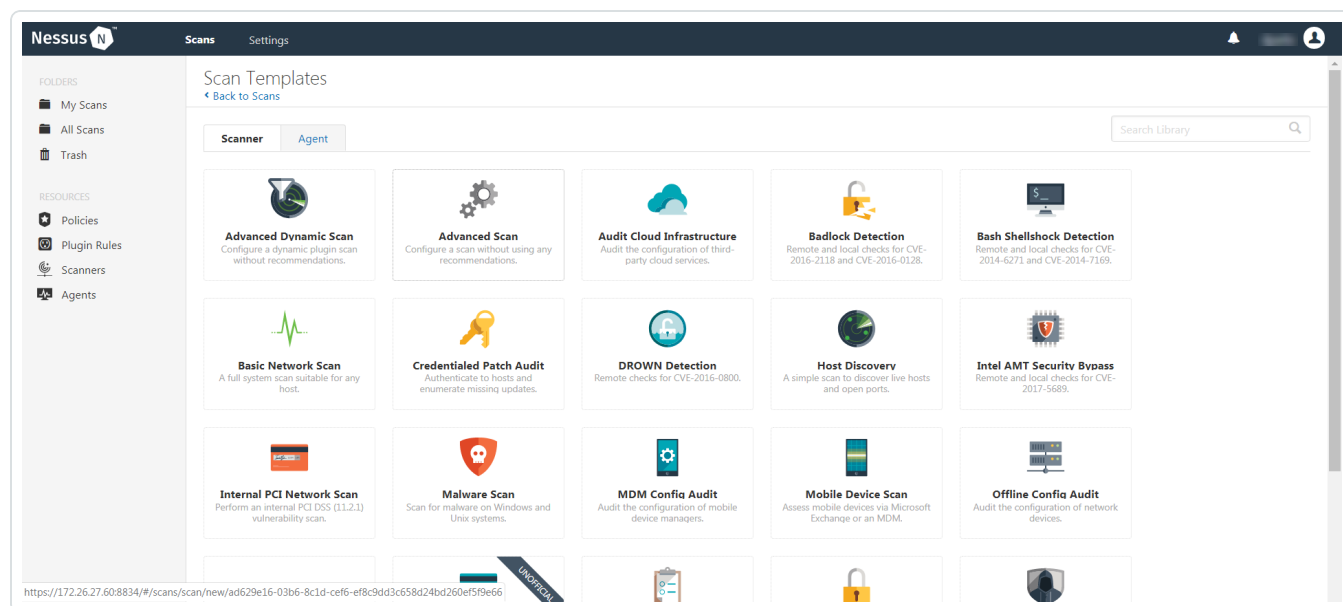 Nessus N ™
Scans
Settings
FOLDERS
My Scans
All Scans
Trash
RESOURCES
Policies
Plugin Rules
Scanners
Agents
Scan Templates
Back to Scans
Scanner
Agent
Search Library
Advanced Dynamic Scan
Configure a dynamic plugin scan
without recommendations.
Advanced Scan
Configure a scan without using any
recommendations.
Audit Cloud Infrastructure
Audit the configuration of third-
party cloud services.
Badlock Detection
Remote and local checks for CVE-
2016-2118 and CVE-2016-0128.
$_
Bash Shellshock Detection
Remote and local checks for CVE-
2014-6271 and CVE-2014-7169.
Basic Network Scan
A full system scan suitable for any
host.
Credentialed Patch Audit
Authenticate to hosts and
enumerate missing updates.
DROWN Detection
Remote checks for CVE-2016-0800.
Host Discovery
A simple scan to discover live hosts
and open ports.
Intel AMT Security Bypass
Remote and local checks for CVE-
2017-5689.
Internal PCI Network Scan
Perform an internal PCI DSS (11.2.1)
vulnerability scan.
Malware Scan
Scan for malware on Windows and
Unix systems.
MDM Config Audit
Audit the configuration of mobile
device managers.
Mobile Device Scan
Assess mobile devices via Microsoft
Exchange or an MDM.
Offline Config Audit
Audit the configuration of network
devices.
UNOFFICIAL
https://172.26.27.60:8834/#/scans/scan/new/ad629e16-03b6-8c1d-cef6-ef8c9dd3c658d24bd260ef5f9e66